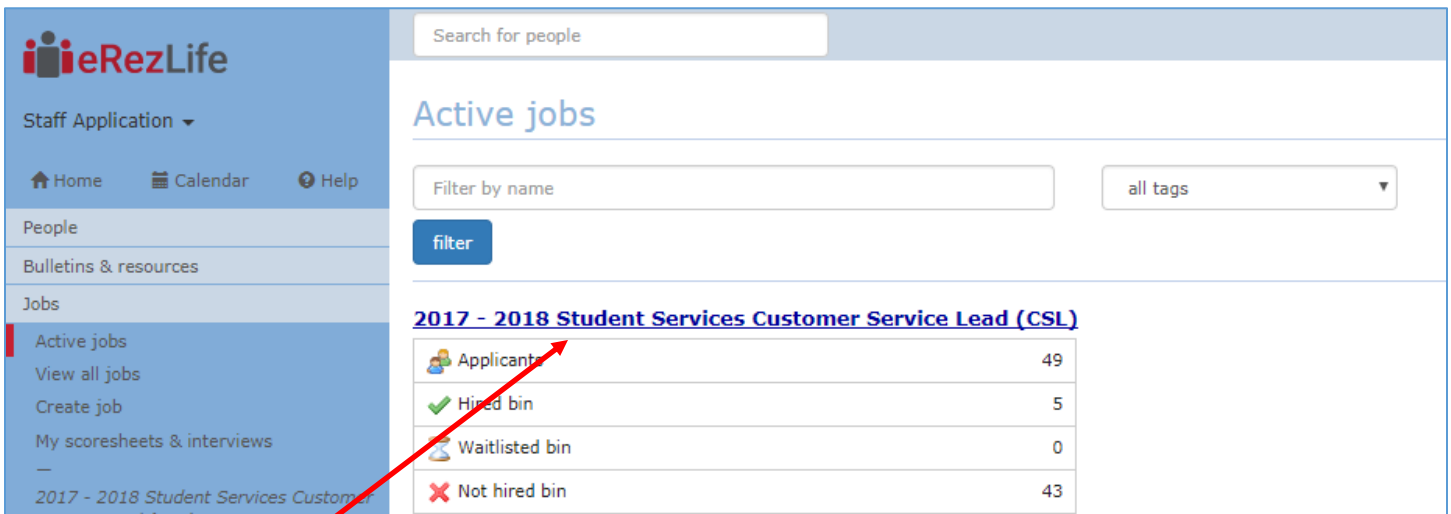 eRezLife
Staff Application
Home Calendar Help
People
Bulletins & resources
Jobs
Active jobs
View all jobs
Create job
My scoresheets & interviews
—
2017 - 2018 Student Services Customer
Search for people
Active jobs
Filter by name
all tags
filter
2017 - 2018 Student Services Customer Service Lead (CSL)
Applicants 49
Hired bin 5
Waitlisted bin 0
Not hired bin 43